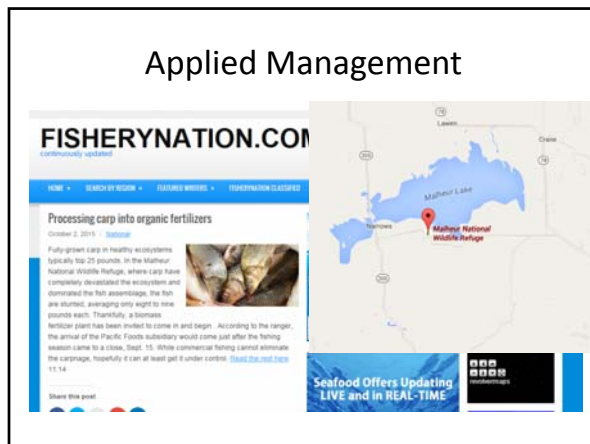 Applied Management
FISHERYNATION.COM
continuously updated
HOME
SEARCH BY REGION
FEATURED WRITERS
FISHERYNATION CLASSIFIED
Processing carp into organic fertilizers
October 2, 2015 National
Fully-grown carp in healthy ecosystems
typically top 25 pounds. In the Malheur
National Wildlife Refuge, where carp have
completely devastated the ecosystem and
dominated the fish assemblage, the fish
are stunted, averaging only eight to nine
pounds each. Thankfully, a biomass
fertilizer plant has been invited to come in and begin . According to the ranger,
the arrival of the Pacific Foods subsidiary would come just after the fishing
season came to a close, Sept. 15. While commercial fishing cannot eliminate
the carpnage, hopefully it can at least get it under control. Read the rest here
11:14
Share this post
78
Lawen
Crane
78
205
Malheur Lake
Narrows
Malheur National
Wildlife Refuge
205
Seafood Offers Updating
LIVE and in REAL-TIME
revolvermaps